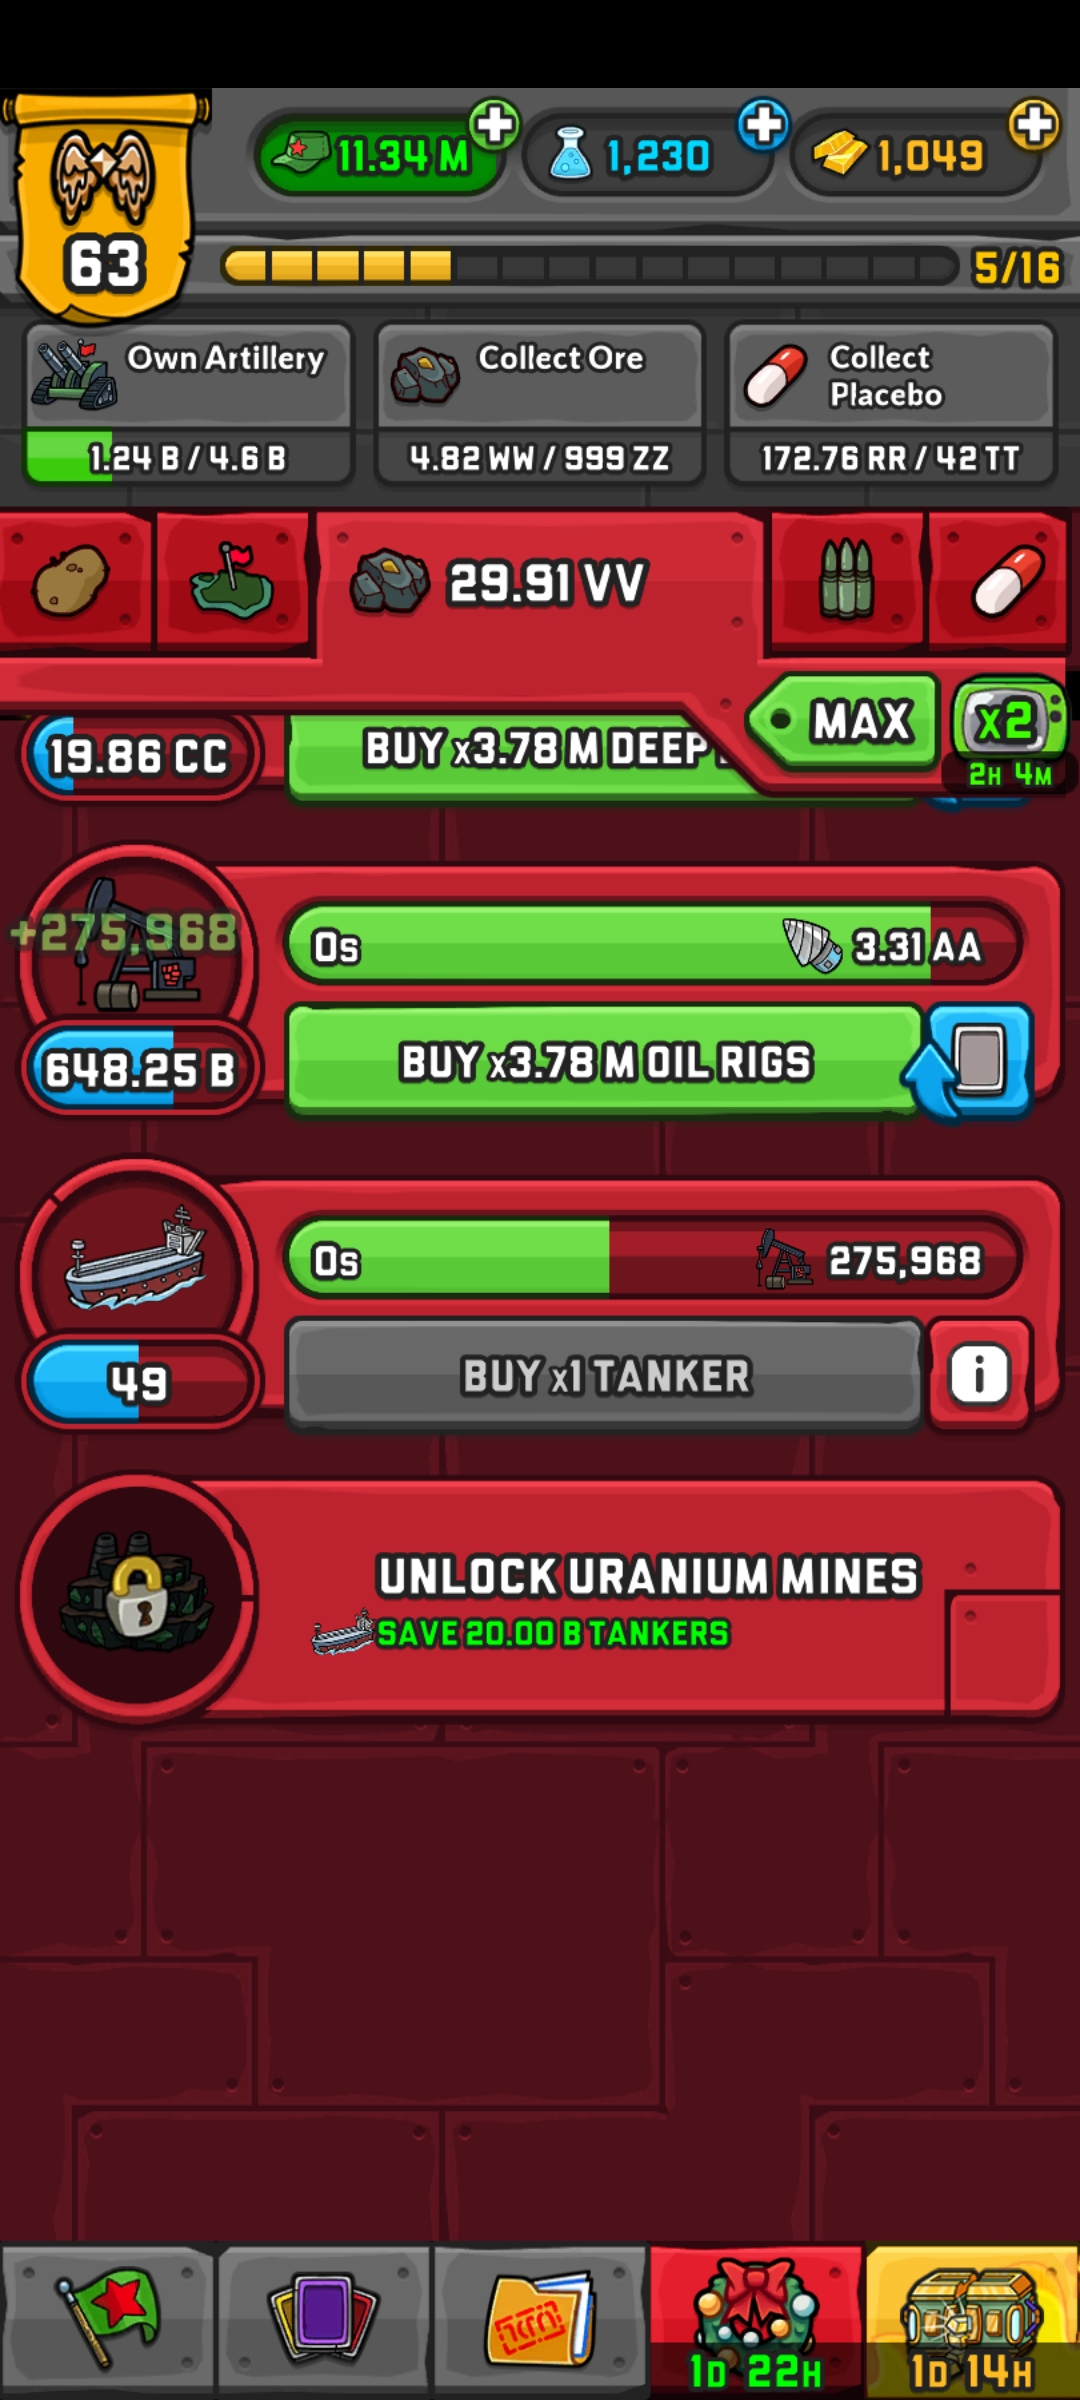 11.34 M
1,230
1,049
63
5/16
Own Artillery
1.24 B / 4.6 B
Collect Ore
4.82 WW / 999 ZZ
Collect
Placebo
172.76 RR / 42 TT
29.91 VV
MAX
x2
2H 4M
19.86 CC
BUY x3.78 M DEEP
+275,968
0s
3.31 AA
648.25 B
BUY x3.78 M OIL RIGS
0s
275,968
49
BUY x1 TANKER
i
UNLOCK URANIUM MINES
SAVE 20.00 B TANKERS
1D 22H
1D 14H